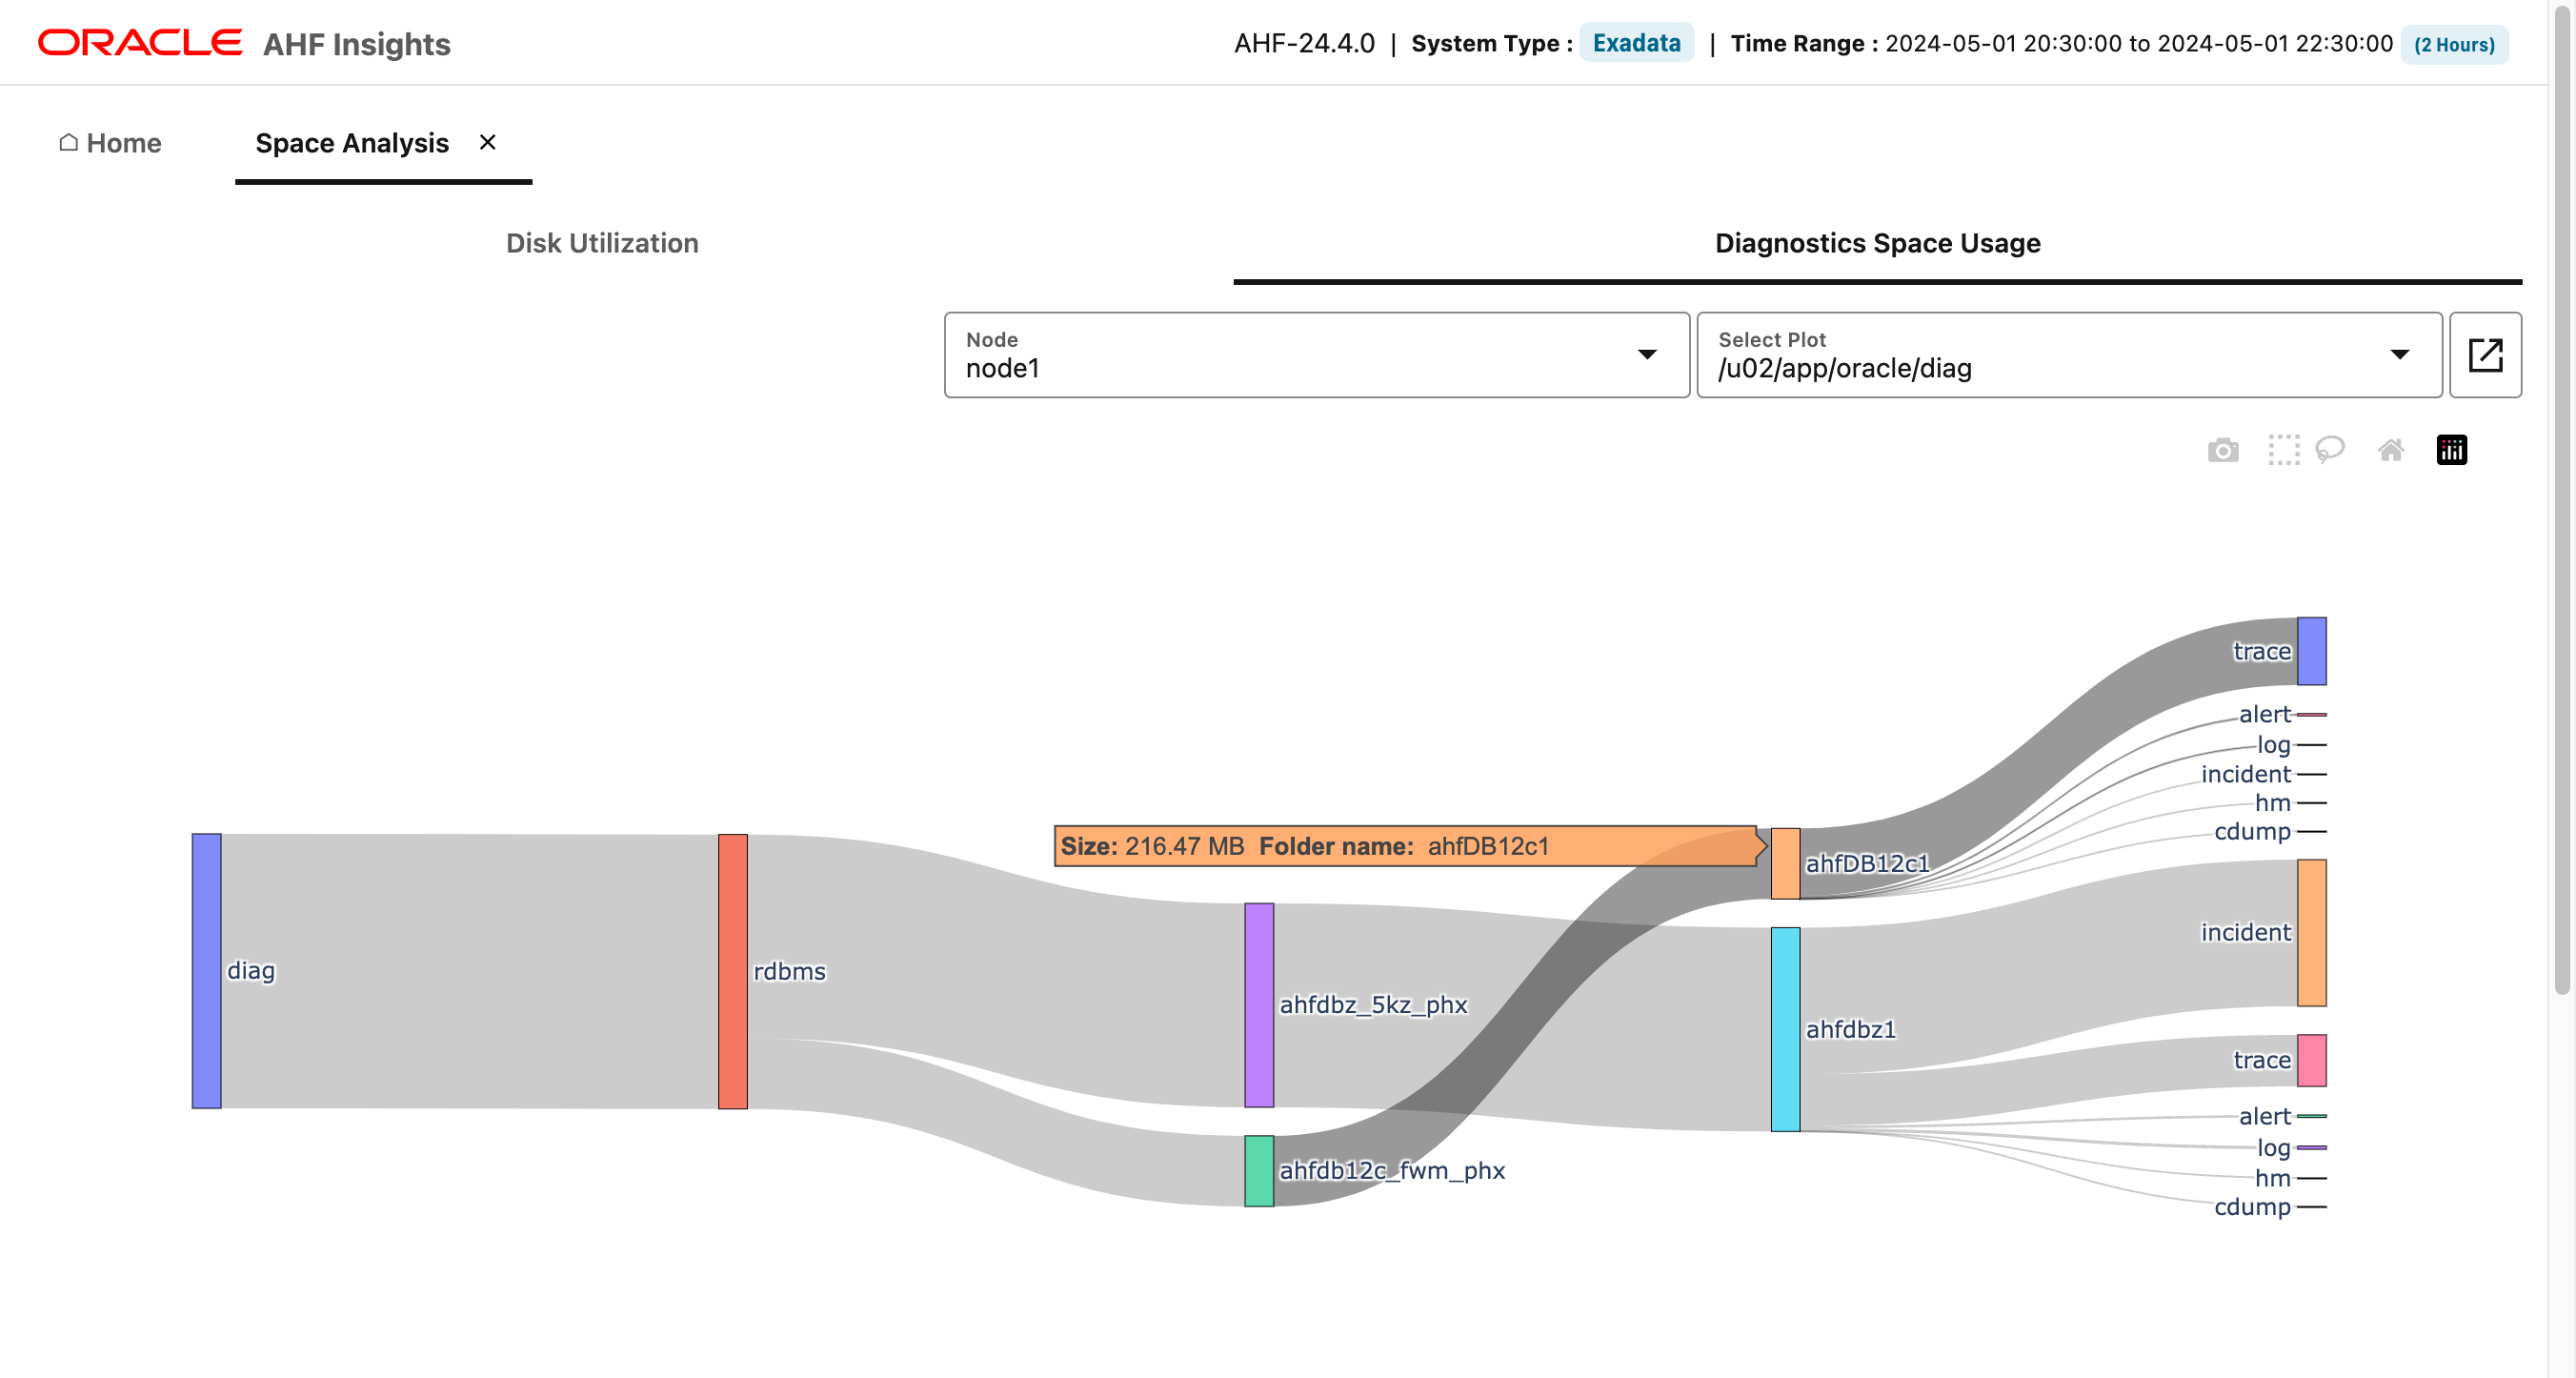 ORACLE AHF Insights
AHF-24.4.0 | System Type : Exadata | Time Range : 2024-05-01 20:30:00 to 2024-05-01 22:30:00 (2 Hours)
Home
Space Analysis
Disk Utilization
Diagnostics Space Usage
Node
node1
Select Plot
/u02/app/oracle/diag
diag
rdbms
ahfdbz_5kz_phx
ahfdb12c_fwm_phx
Size: 216.47 MB Folder name: ahfDB12c1
ahfDB12c1
ahfdbz1
trace
alert
log
incident
hm
cdump
incident
trace
alert
log
hm
cdump